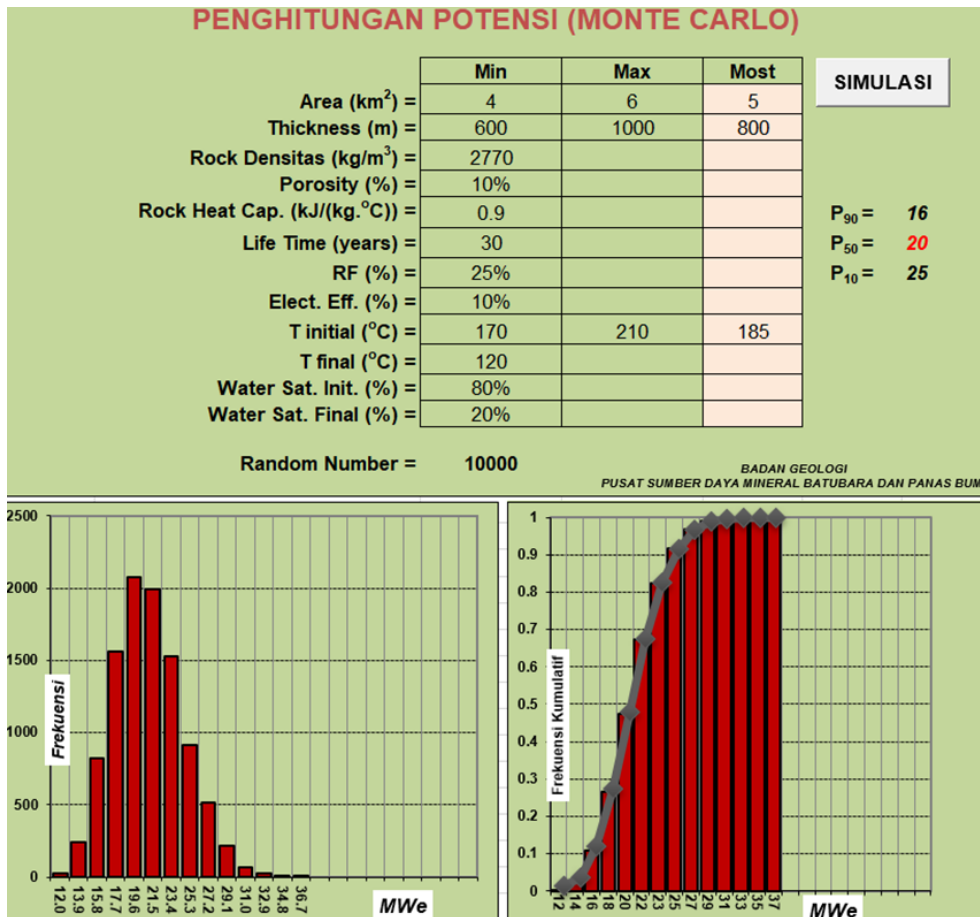 PENGHITUNGAN POTENSI (MONTE CARLO)
Min Max Most
SIMULASI
Area (km²) = 4 6 5
Thickness (m) = 600 1000 800
Rock Densitas (kg/m³) = 2770
Porosity (%) = 10%
Rock Heat Cap. (kJ/(kg.°C)) = 0.9 P90 = 16
Life Time (years) = 30 P50 = 20
RF (%) = 25% P10 = 25
Elect. Eff. (%) = 10%
T initial (°C) = 170 210 185
T final (°C) = 120
Water Sat. Init. (%) = 80%
Water Sat. Final (%) = 20%
Random Number = 10000
BADAN GEOLOGI
PUSAT SUMBER DAYA MINERAL BATUBARA DAN PANAS BUM
2500
2000
1500
1000
500
0
Frekuensi
12.0 13.9 15.8 17.7 19.6 21.5 23.4 25.3 27.2 29.1 31.0 32.9 34.8 36.7
MWe
1
0.9
0.8
0.7
0.6
0.5
0.4
0.3
0.2
0.1
0
Frekuensi Kumulatif
12 14 16 18 20 22 23 25 27 29 31 33 35 37
MWe